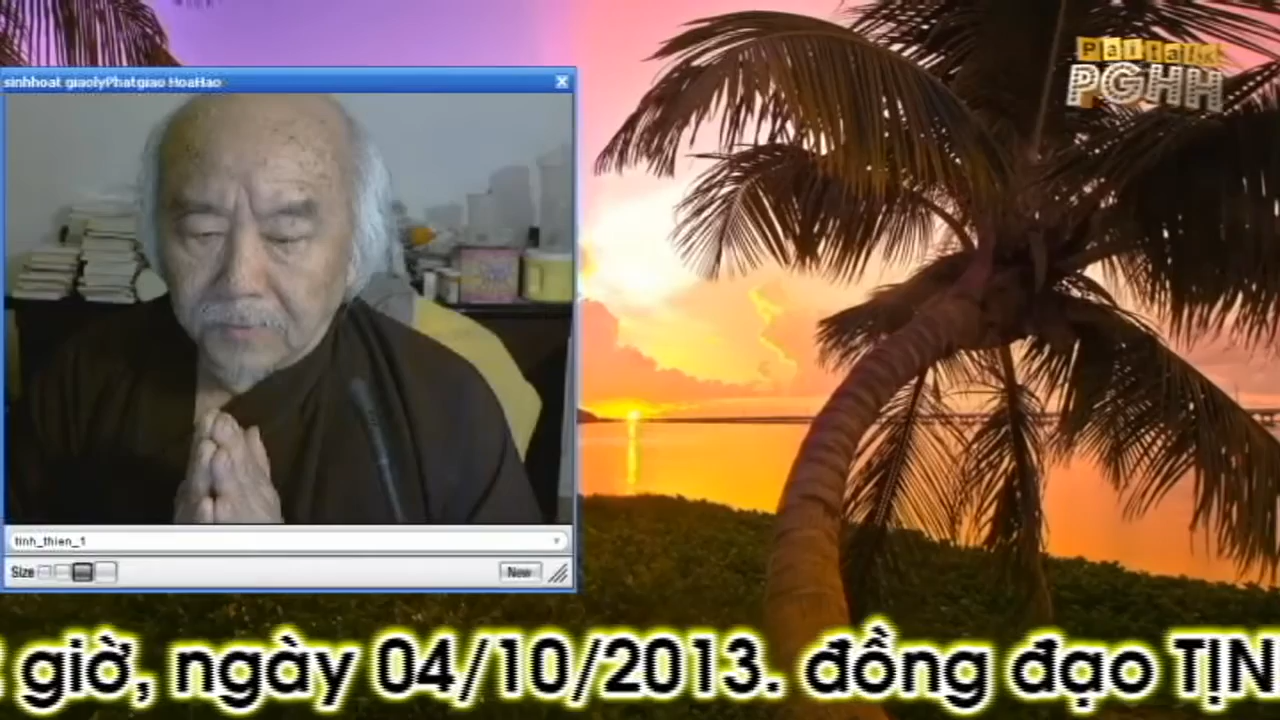 Paltalk
PGHH
sinhhoat giaolyPhatgiao HoaHao
tinh_thien_1
Size
New
giờ, ngày 04/10/2013. đồng đạo TỊN